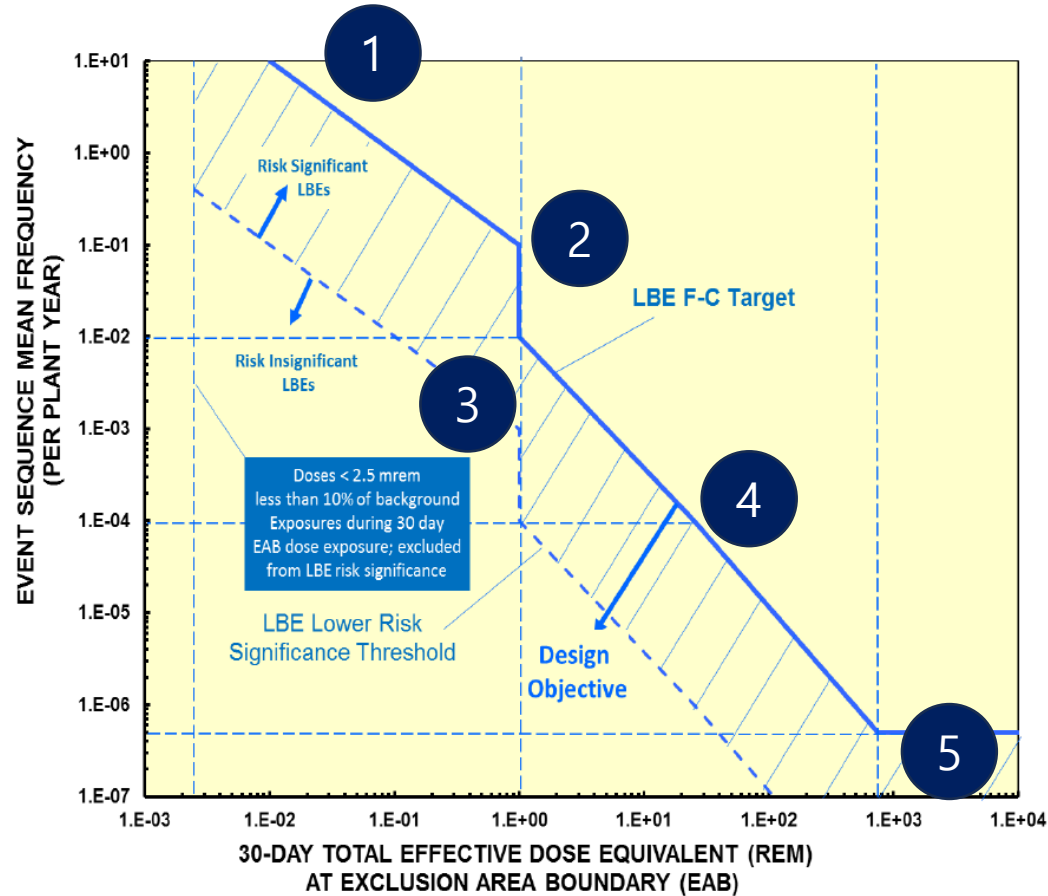 1
1.E+01
1.E+00
1.E-01
1.E-02
1.E-03
1.E-04
1.E-05
1.E-06
1.E-07
EVENT SEQUENCE MEAN FREQUENCY
(PER PLANT YEAR)
Risk Significant
LBEs
2
LBE F-C Target
Risk Insignificant
LBEs
3
Doses < 2.5 mrem
less than 10% of background
Exposures during 30 day
EAB dose exposure; excluded
from LBE risk significance
4
LBE Lower Risk
Significance Threshold
Design
Objective
5
1.E-03 1.E-02 1.E-01 1.E+00 1.E+01 1.E+02 1.E+03 1.E+04
30-DAY TOTAL EFFECTIVE DOSE EQUIVALENT (REM)
AT EXCLUSION AREA BOUNDARY (EAB)